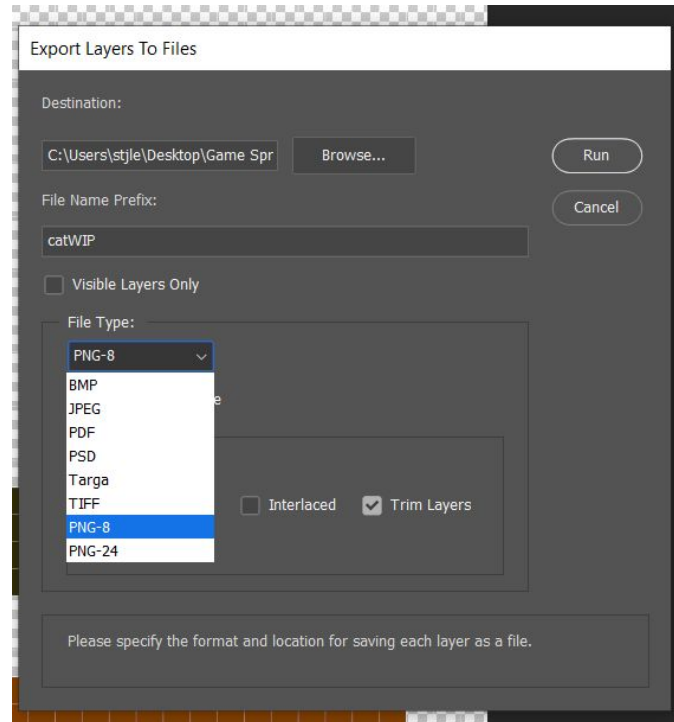 Export Layers To Files
Destination:
C:\Users\stjle\Desktop\Game Spr
Browse...
Run
File Name Prefix:
Cancel
catWIP
Visible Layers Only
File Type:
PNG-8
BMP
JPEG
e
PDF
PSD
Targa
TIFF
Interlaced
Trim Layers
PNG-8
PNG-24
Please specify the format and location for saving each layer as a file.